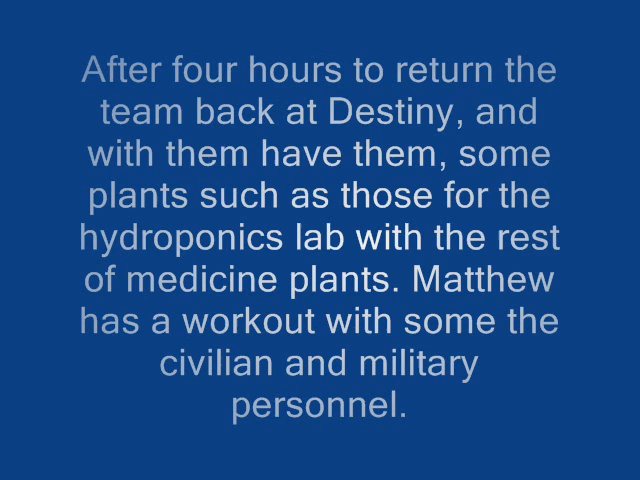 After four hours to return the
team back at Destiny, and
with them have them, some
plants such as those for the
hydroponics lab with the rest
of medicine plants. Matthew
has a workout with some the
civilian and military
personnel.